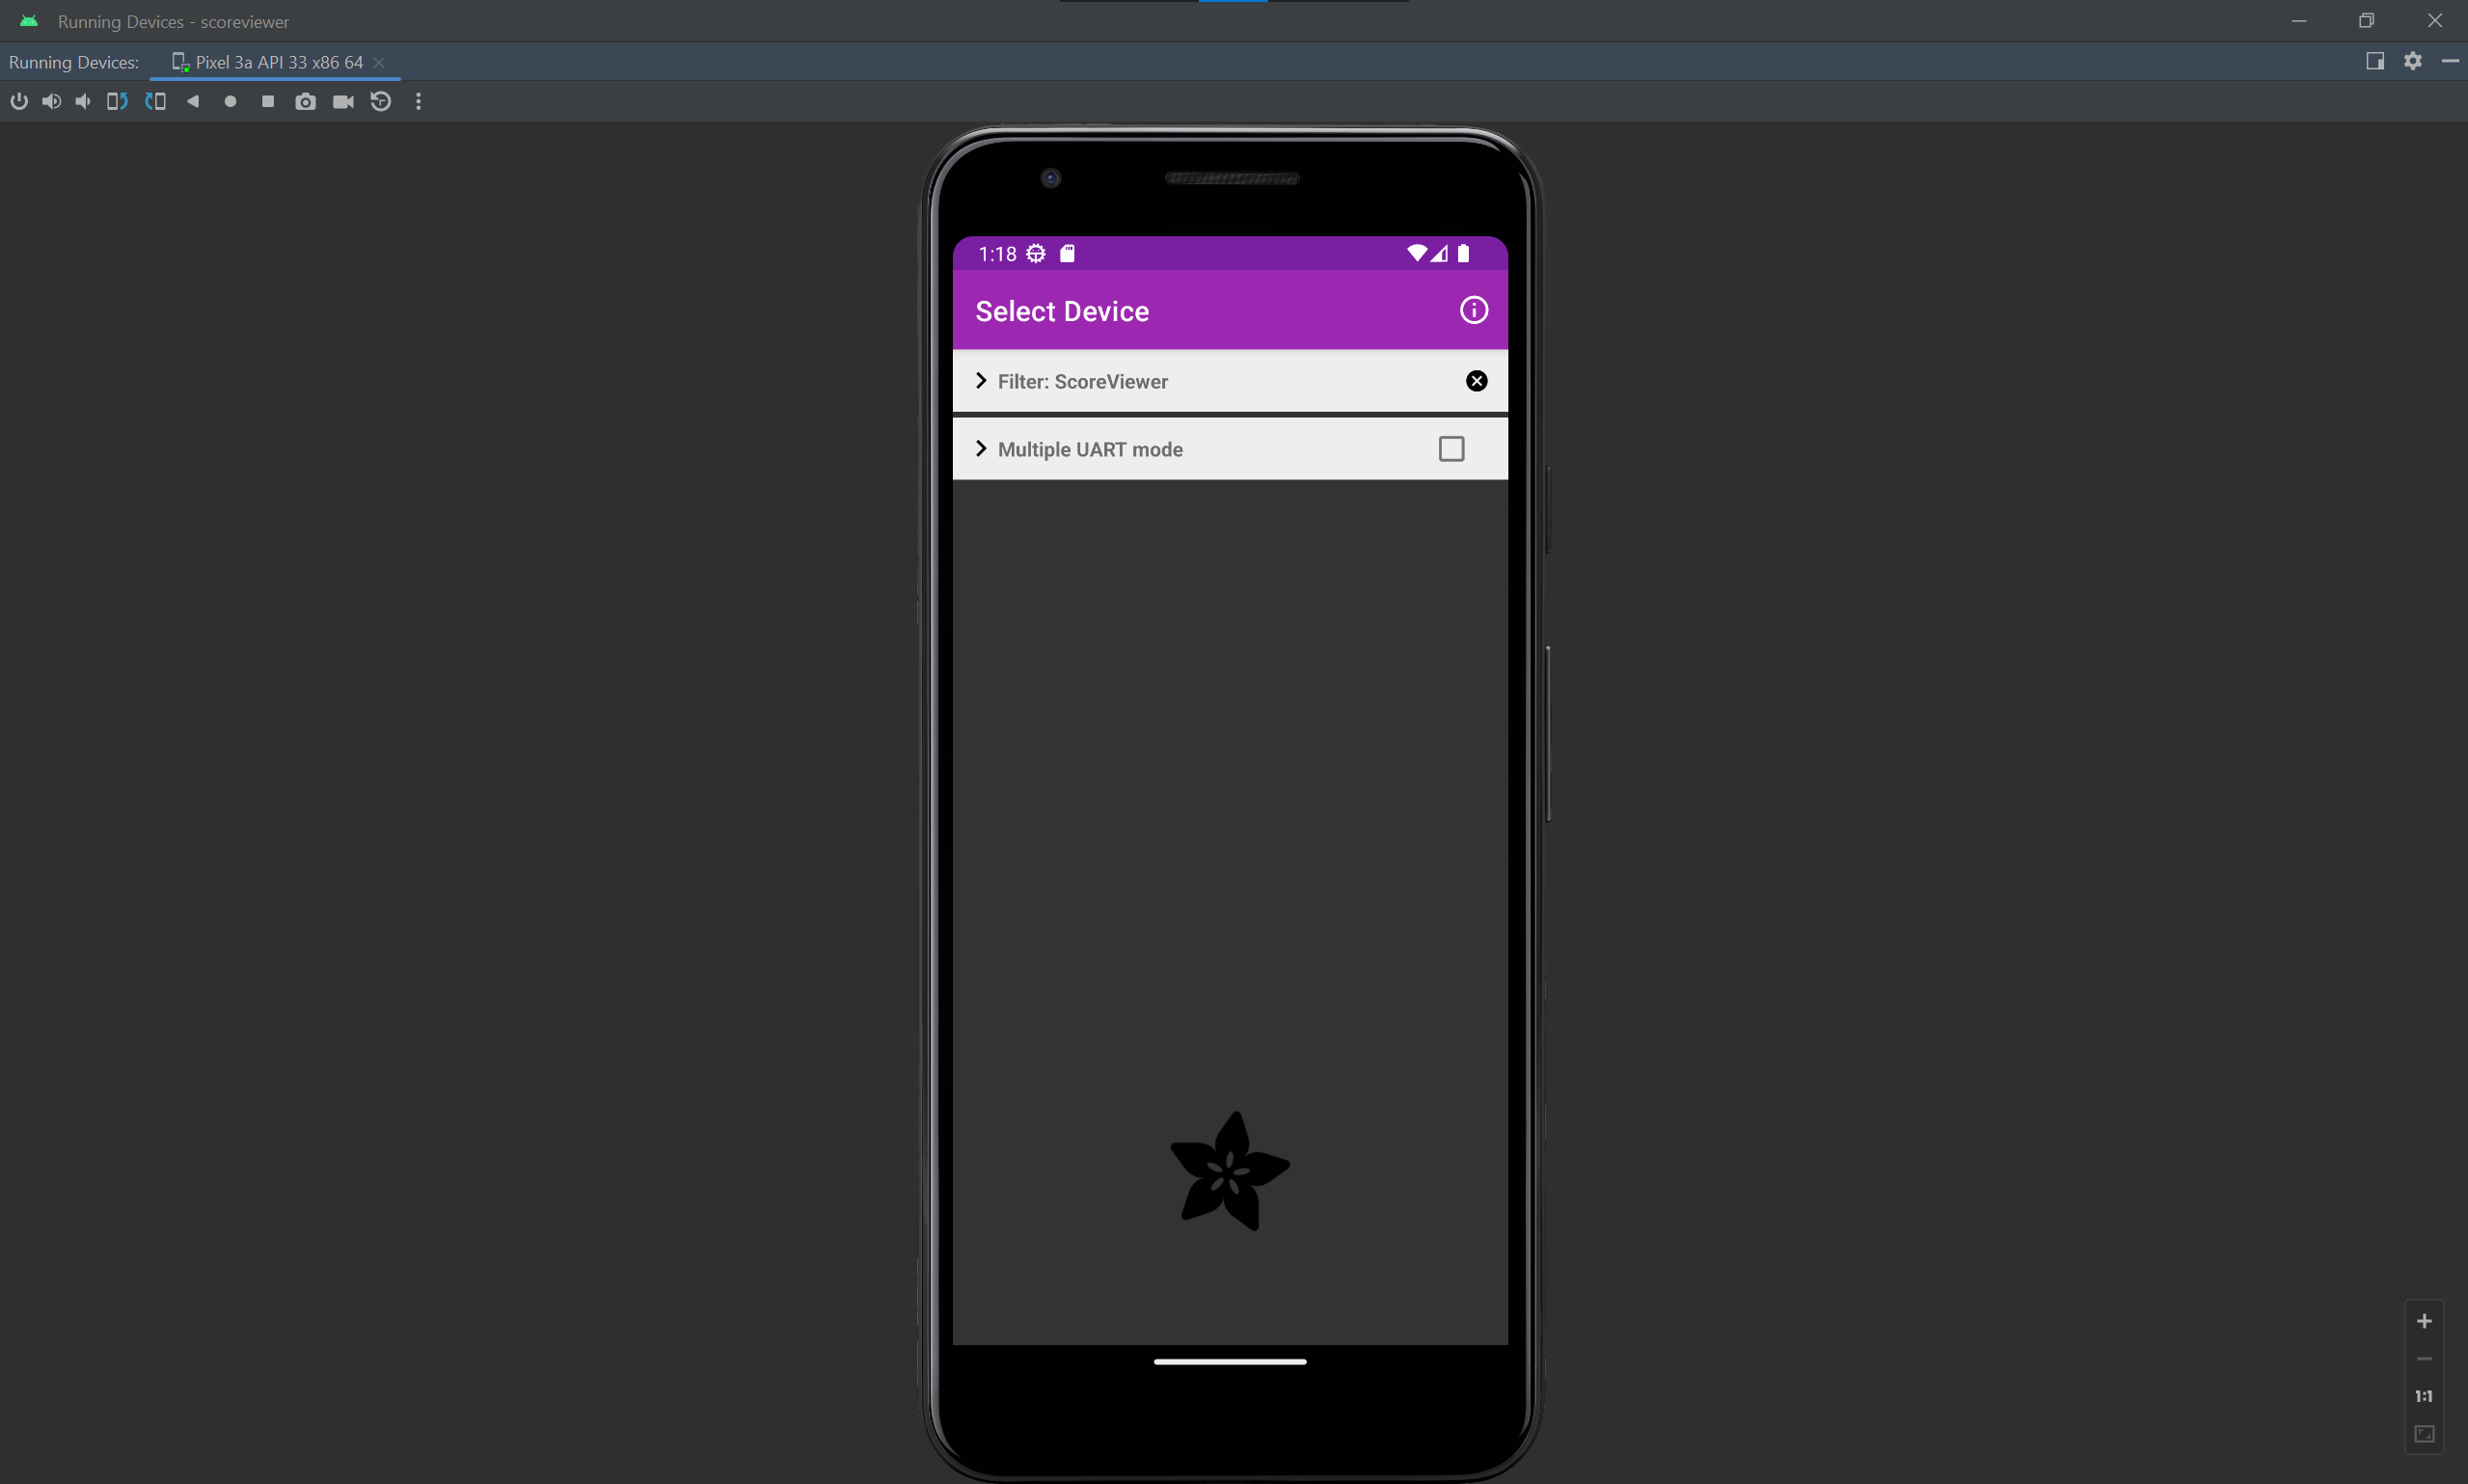 Running Devices - scoreviewer
Running Devices: Pixel 3a API 33 x86 64
1:18
Select Device
Filter: ScoreViewer
Multiple UART mode
1:1